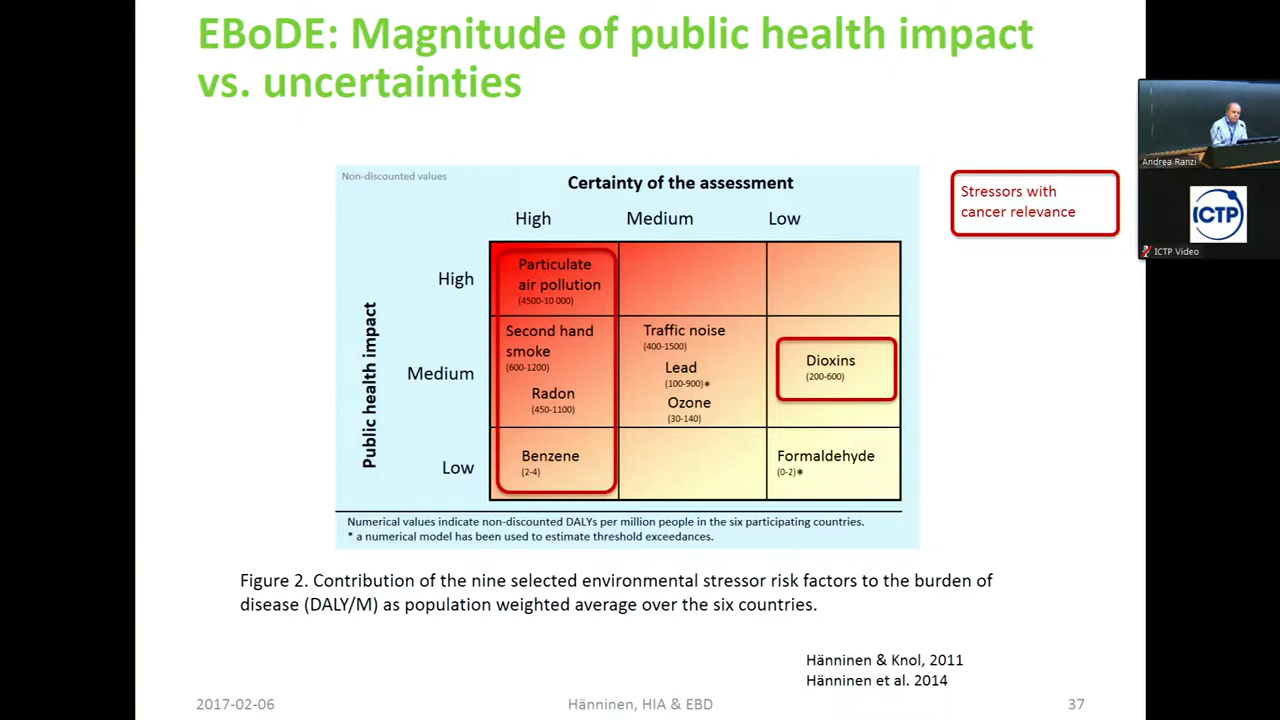 EBoDE: Magnitude of public health impact
vs. uncertainties
Non-discounted values
Certainty of the assessment
High
Medium
Low
Public health impact
High
Particulate
air pollution
(4500-10 000)
Medium
Second hand
smoke
(600-1200)
Radon
(450-1100)
Traffic noise
(400-1500)
Lead
(100-900)*
Ozone
(30-140)
Dioxins
(200-600)
Low
Benzene
(2-4)
Formaldehyde
(0-2)*
Numerical values indicate non-discounted DALYs per million people in the six participating countries.
* a numerical model has been used to estimate threshold exceedances.
Stressors with
cancer relevance
Andrea Ranzi
ICTP
ICTP Video
Figure 2. Contribution of the nine selected environmental stressor risk factors to the burden of
disease (DALY/M) as population weighted average over the six countries.
Hänninen & Knol, 2011
Hänninen et al. 2014
2017-02-06
Hänninen, HIA & EBD
37